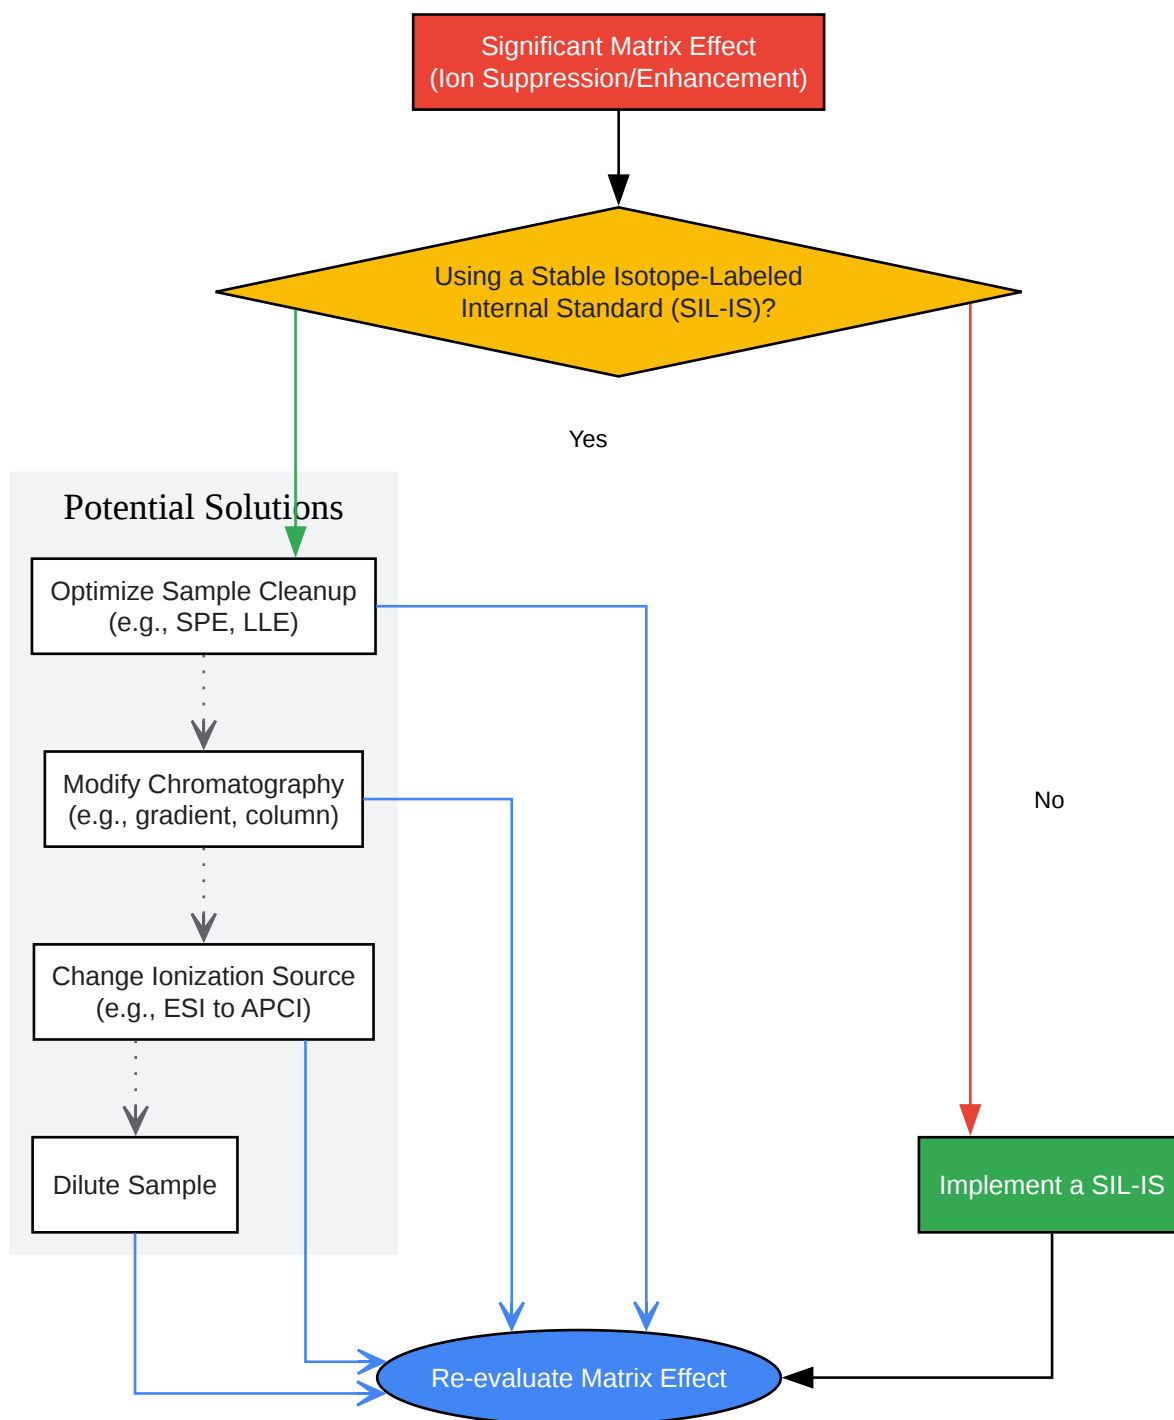 Significant Matrix Effect
(Ion Suppression/Enhancement)
Using a Stable Isotope-Labeled
Internal Standard (SIL-IS)?
Yes
Potential Solutions
Optimize Sample Cleanup
(e.g., SPE, LLE)
Modify Chromatography
(e.g., gradient, column)
No
Change Ionization Source
(e.g., ESI to APCI)
Dilute Sample
Implement a SIL-IS
Re-evaluate Matrix Effect